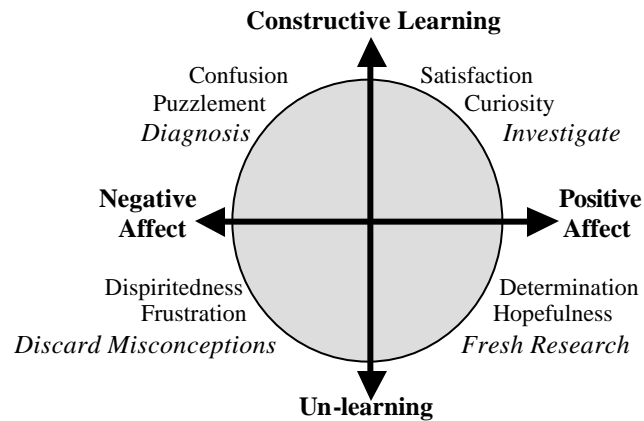 Constructive Learning
Confusion
Puzzlement
Diagnosis
Satisfaction
Curiosity
Investigate
Negative
Affect
Positive
Affect
Dispiritedness
Frustration
Discard Misconceptions
Determination
Hopefulness
Fresh Research
Un-learning